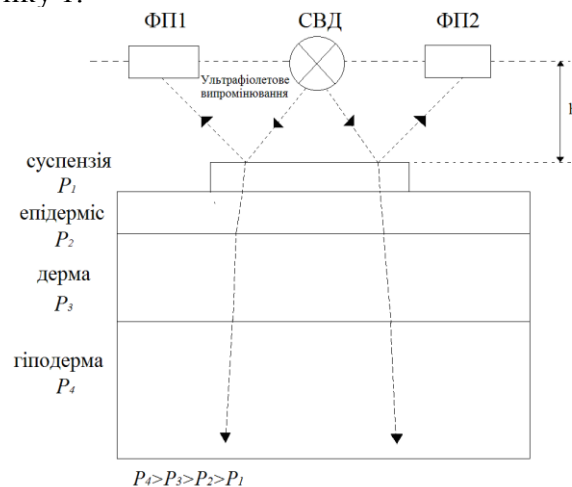 ФП1 СВД ФП2
Ультрафіолетове
випромінювання
суспензія
P₁
епідерміс
P₂
дерма
P₃
гіподерма
P₄
P₄>P₃>P₂>P₁